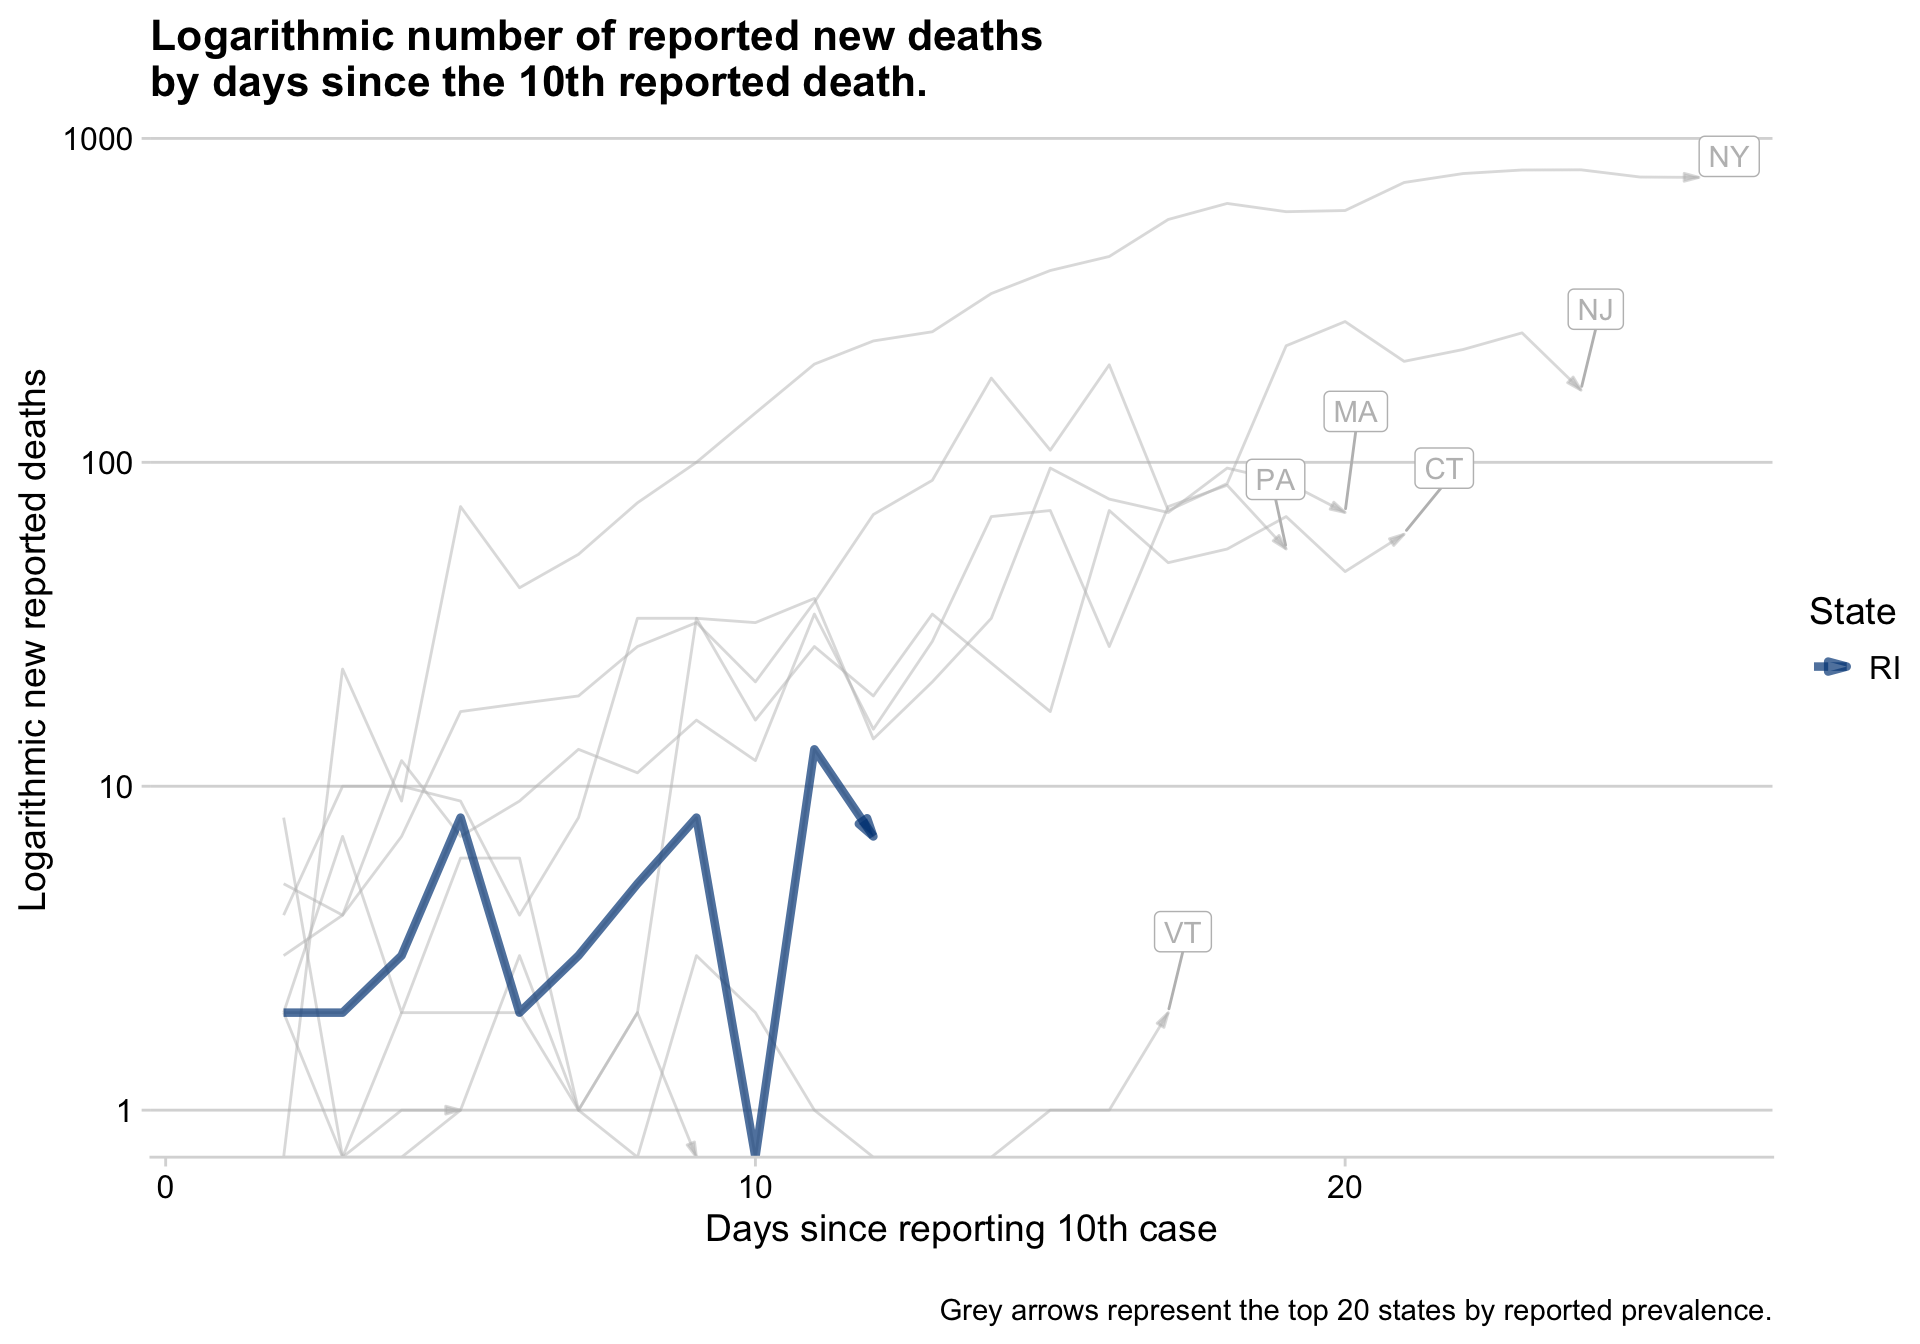 Logarithmic number of reported new deaths
by days since the 10th reported death.
Logarithmic new reported deaths
1000
100
10
1
NY
NJ
MA
CT
PA
VT
State
RI
0
10
20
Days since reporting 10th case
Grey arrows represent the top 20 states by reported prevalence.